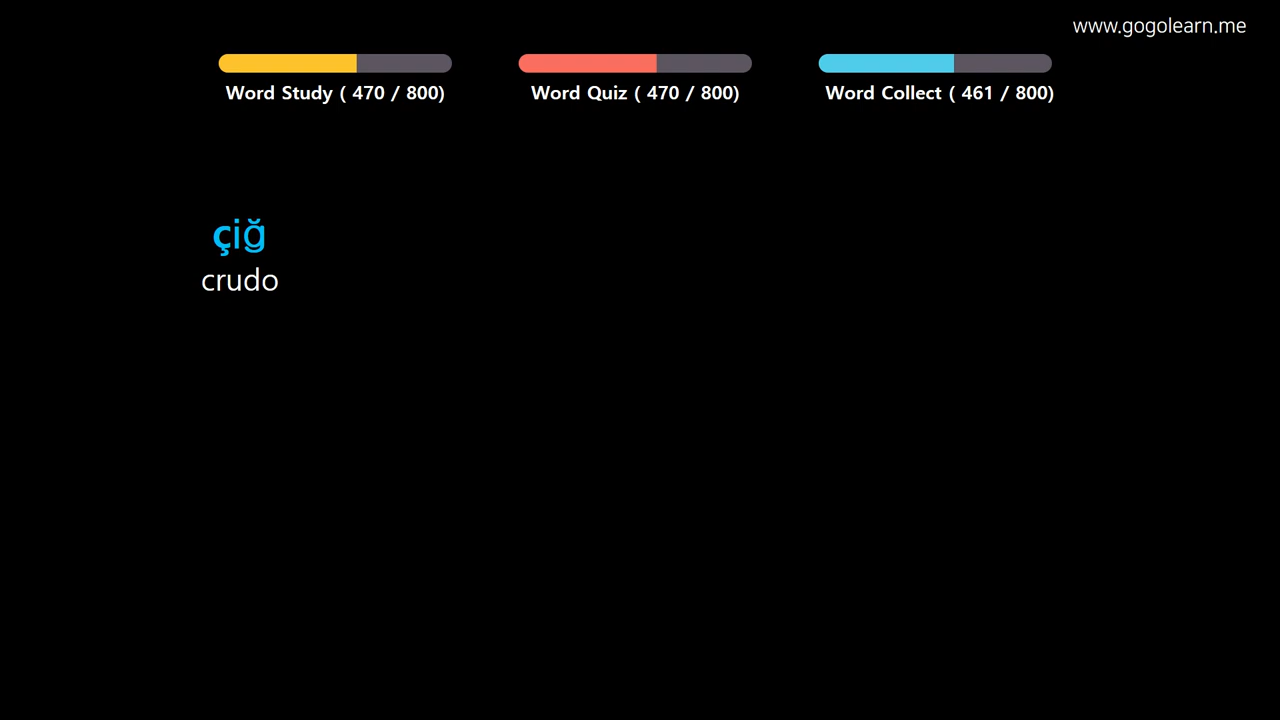 www.gogolearn.me
Word Study ( 470 / 800)
Word Quiz ( 470 / 800)
Word Collect ( 461 / 800)
çiğ
crudo